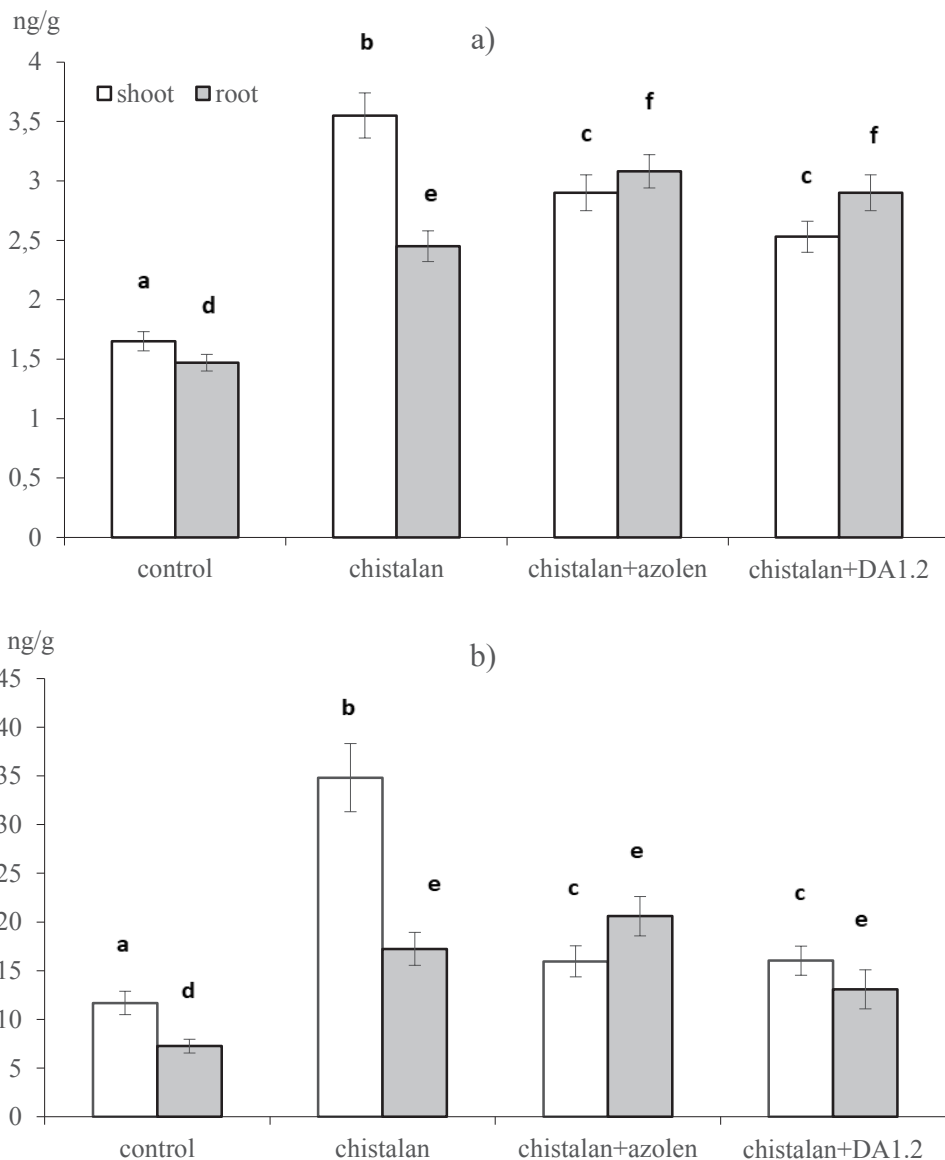 ng/g
a)
b
4
shoot root
3,5
f
c
f
3
e
c
2,5
a
d
2
1,5
1
0,5
0
control chistalan chistalan+azolen chistalan+DA1.2
ng/g
b)
45
b
40
35
30
e
25
e
c
c
e
20
a
d
15
10
5
0
control chistalan chistalan+azolen chistalan+DA1.2